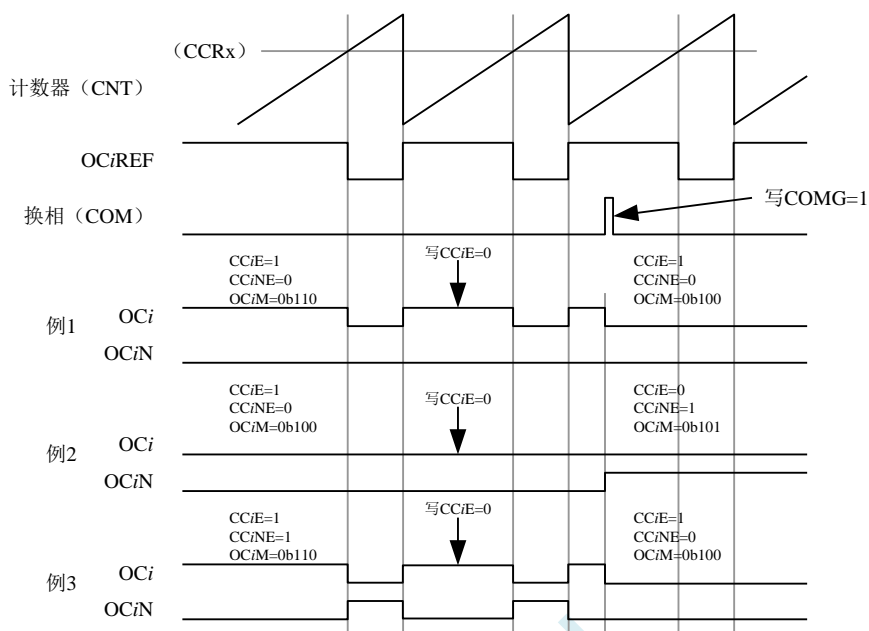 （CCRx）
计数器（CNT）
OCiREF
换相（COM）
写COMG=1
CCiE=1
CCiNE=0
OCiM=0b110
写CCiE=0
CCiE=1
CCiNE=0
OCiM=0b100
例1
OCi
OCiN
CCiE=1
CCiNE=0
OCiM=0b100
写CCiE=0
CCiE=0
CCiNE=1
OCiM=0b101
例2
OCi
OCiN
CCiE=1
CCiNE=1
OCiM=0b110
写CCiE=0
CCiE=1
CCiNE=0
OCiM=0b100
例3
OCi
OCiN